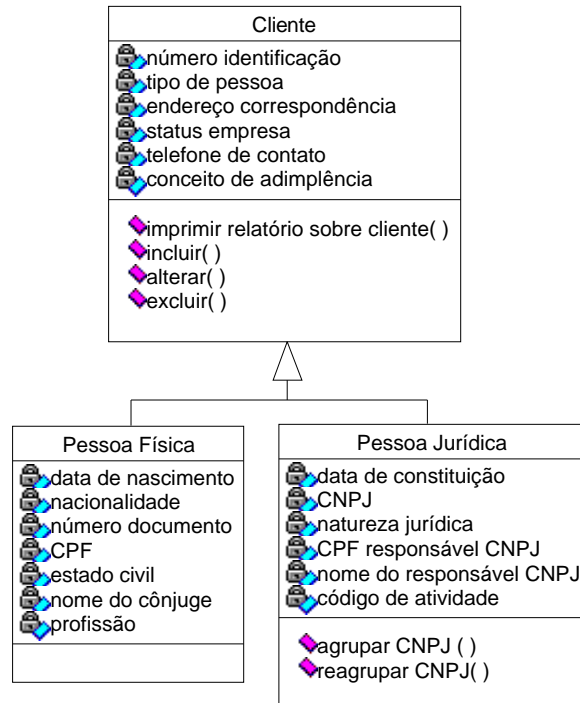 Cliente
número identificação
tipo de pessoa
endereço correspondência
status empresa
telefone de contato
conceito de adimplência
imprimir relatório sobre cliente( )
incluir( )
alterar( )
excluir( )
Pessoa Física
data de nascimento
nacionalidade
número documento
CPF
estado civil
nome do cônjuge
profissão
Pessoa Jurídica
data de constituição
CNPJ
natureza jurídica
CPF responsável CNPJ
nome do responsável CNPJ
código de atividade
agrupar CNPJ ( )
reagrupar CNPJ( )